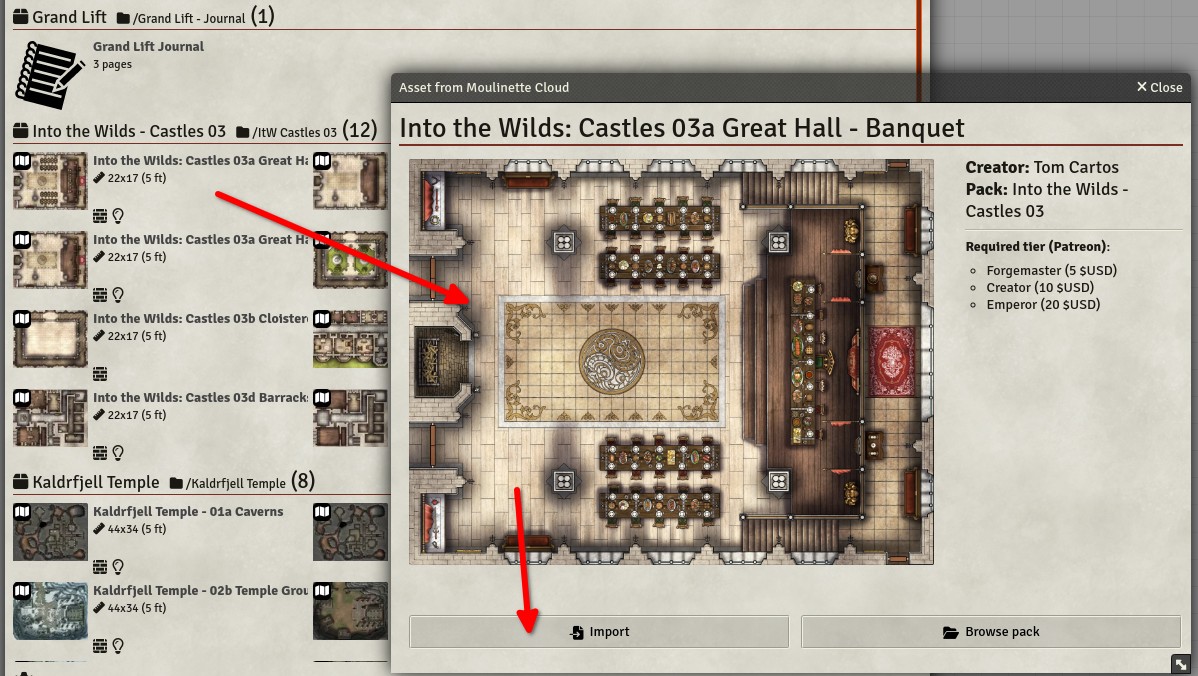 Grand Lift /Grand Lift - Journal (1)
Grand Lift Journal
3 pages
Into the Wilds - Castles 03 /ItW Castles 03 (12)
Into the Wilds: Castles 03a Great Ha
22x17 (5 ft)
Into the Wilds: Castles 03a Great Ha
22x17 (5 ft)
Into the Wilds: Castles 03b Cloister
22x17 (5 ft)
Into the Wilds: Castles 03d Barracks
22x17 (5 ft)
Kaldrfjell Temple /Kaldrfjell Temple (8)
Kaldrfjell Temple - 01a Caverns
44x34 (5 ft)
Kaldrfjell Temple - 02b Temple Grou
44x34 (5 ft)
Asset from Moulinette Cloud
Close
Into the Wilds: Castles 03a Great Hall - Banquet
Creator: Tom Cartos
Pack: Into the Wilds -
Castles 03
Required tier (Patreon):
Forgemaster (5 $USD)
Creator (10 $USD)
Emperor (20 $USD)
Import
Browse pack